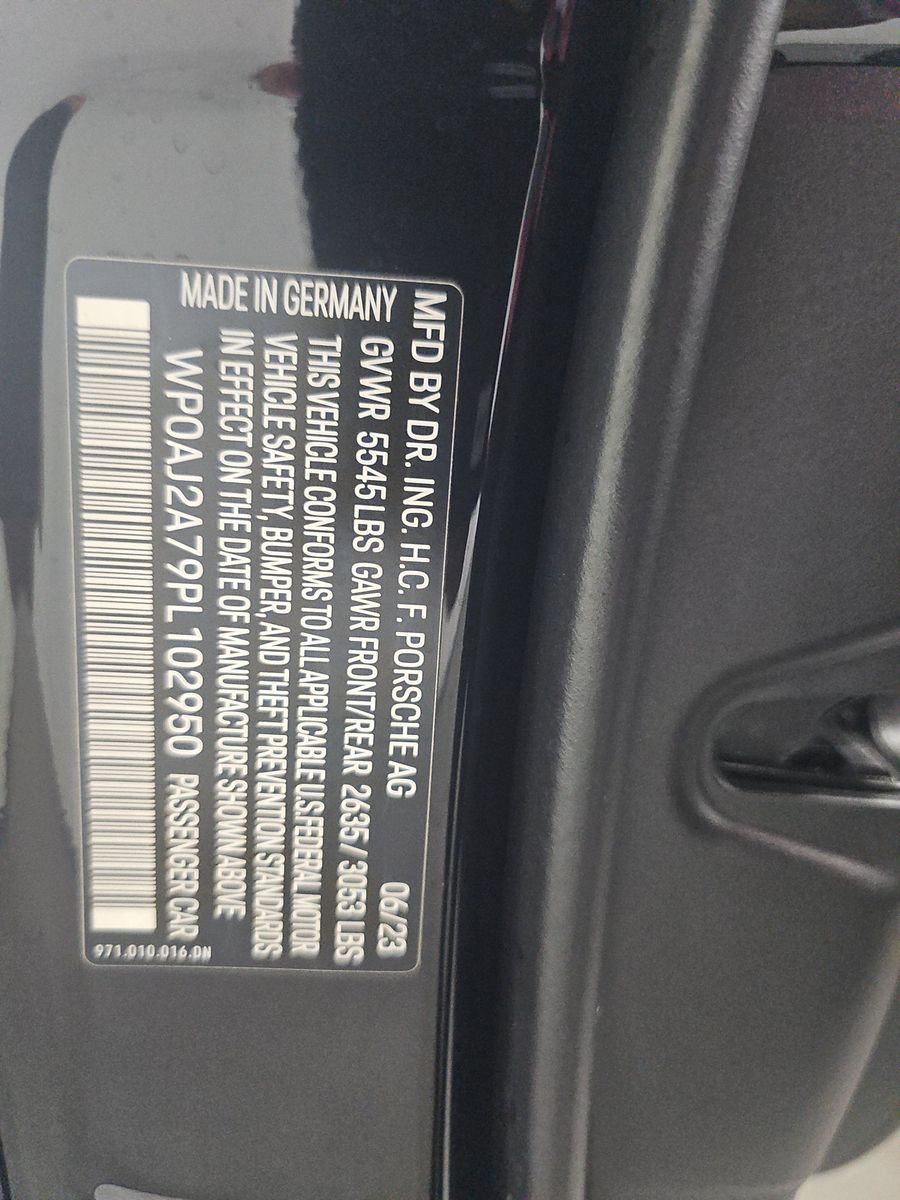 MFD BY DR. ING. H.C. F. PORSCHE AG 06/23
GVWR 5545 LBS GAWR FRONT/REAR 2635 / 3053 LBS
THIS VEHICLE CONFORMS TO ALL APPLICABLE U.S. FEDERAL MOTOR
VEHICLE SAFETY, BUMPER, AND THEFT PREVENTION STANDARDS
IN EFFECT ON THE DATE OF MANUFACTURE SHOWN ABOVE
MADE IN GERMANY
WP0AJ2A79PL102950 PASSENGER CAR
971.010.016.DN